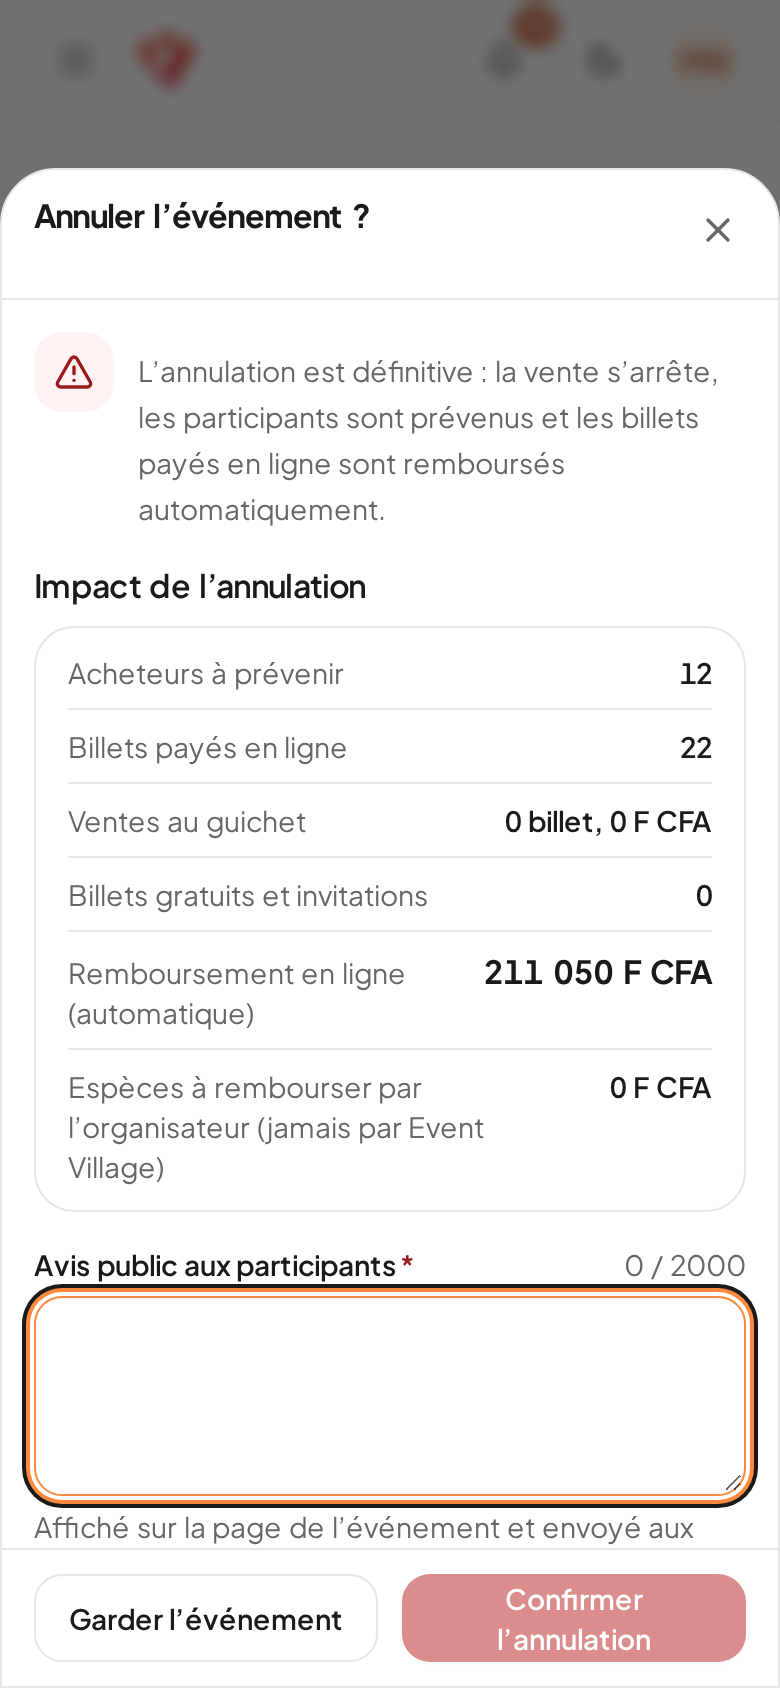 Annuler l’événement ?
L’annulation est définitive : la vente s’arrête,
les participants sont prévenus et les billets
payés en ligne sont remboursés
automatiquement.
Impact de l’annulation
Acheteurs à prévenir 12
Billets payés en ligne 22
Ventes au guichet 0 billet, 0 F CFA
Billets gratuits et invitations 0
Remboursement en ligne 211 050 F CFA
(automatique)
Espèces à rembourser par 0 F CFA
l’organisateur (jamais par Event
Village)
Avis public aux participants * 0 / 2000
Affiché sur la page de l’événement et envoyé aux
Garder l’événement
Confirmer
l’annulation